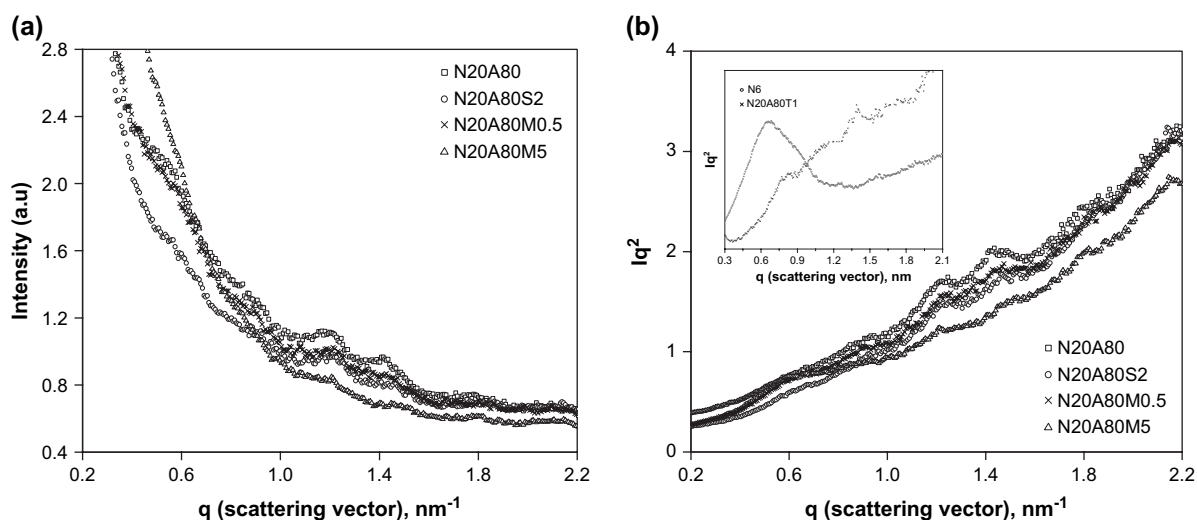 (a)
2.8
2.4
2.0
1.6
1.2
0.8
0.4
0.2
0.6
1.0
1.4
1.8
2.2
Intensity (a.u)
q (scattering vector), nm-1
N20A80
N20A80S2
N20A80M0.5
N20A80M5
(b)
4
3
2
1
0
0.2
0.6
1.0
1.4
1.8
2.2
Iq2
q (scattering vector), nm-1
N6
N20A80T1
Iq2
0.3
0.6
0.9
1.2
1.5
1.8
2.1
q (scattering vector), nm
N20A80
N20A80S2
N20A80M0.5
N20A80M5